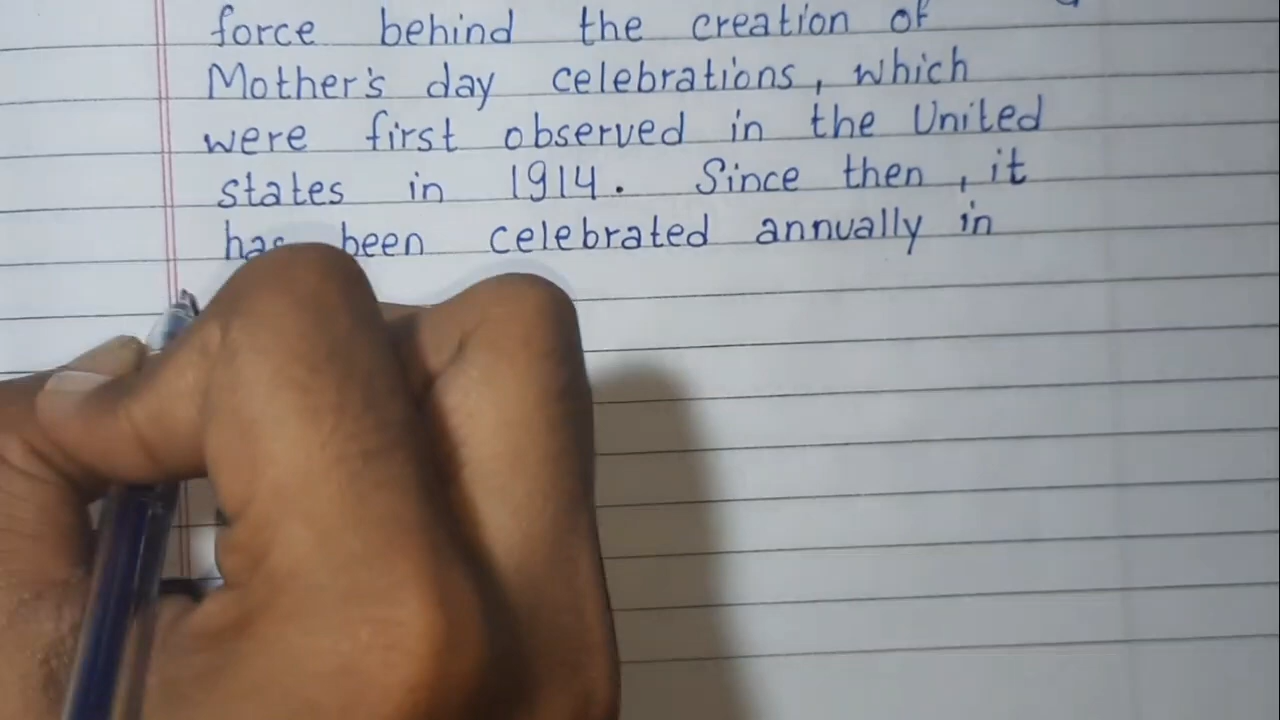 force behind the creation of
Mother's day celebrations, which
were first observed in the United
states in 1914. Since then, it
has been celebrated annually in